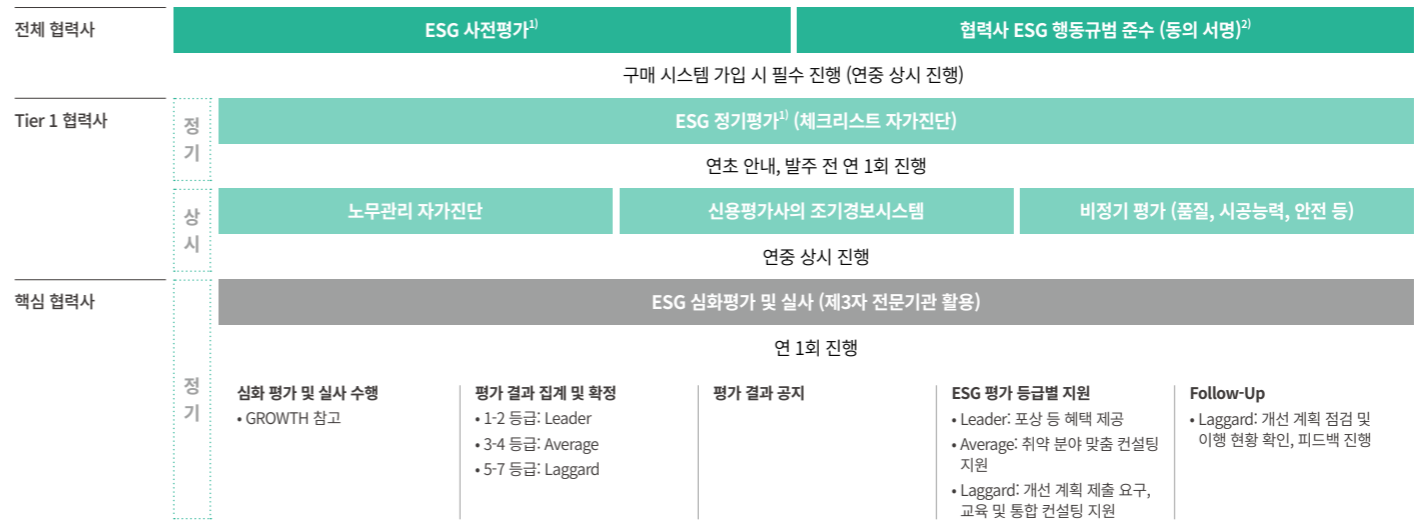 전체 협력사
ESG 사전평가1)
협력사 ESG 행동규범 준수 (동의 서명)2)
구매 시스템 가입 시 필수 진행 (연중 상시 진행)
Tier 1 협력사
정
기
ESG 정기평가1) (체크리스트 자가진단)
연초 안내, 발주 전 연 1회 진행
상
시
노무관리 자가진단
신용평가사의 조기경보시스템
비정기 평가 (품질, 시공능력, 안전 등)
연중 상시 진행
핵심 협력사
정
기
ESG 심화평가 및 실사 (제3자 전문기관 활용)
연 1회 진행
심화 평가 및 실사 수행
• GROWTH 참고
평가 결과 집계 및 확정
• 1-2 등급: Leader
• 3-4 등급: Average
• 5-7 등급: Laggard
평가 결과 공지
ESG 평가 등급별 지원
• Leader: 포상 등 혜택 제공
• Average: 취약 분야 맞춤 컨설팅
지원
• Laggard: 개선 계획 제출 요구,
교육 및 통합 컨설팅 지원
Follow-Up
• Laggard: 개선 계획 점검 및
이행 현황 확인, 피드백 진행